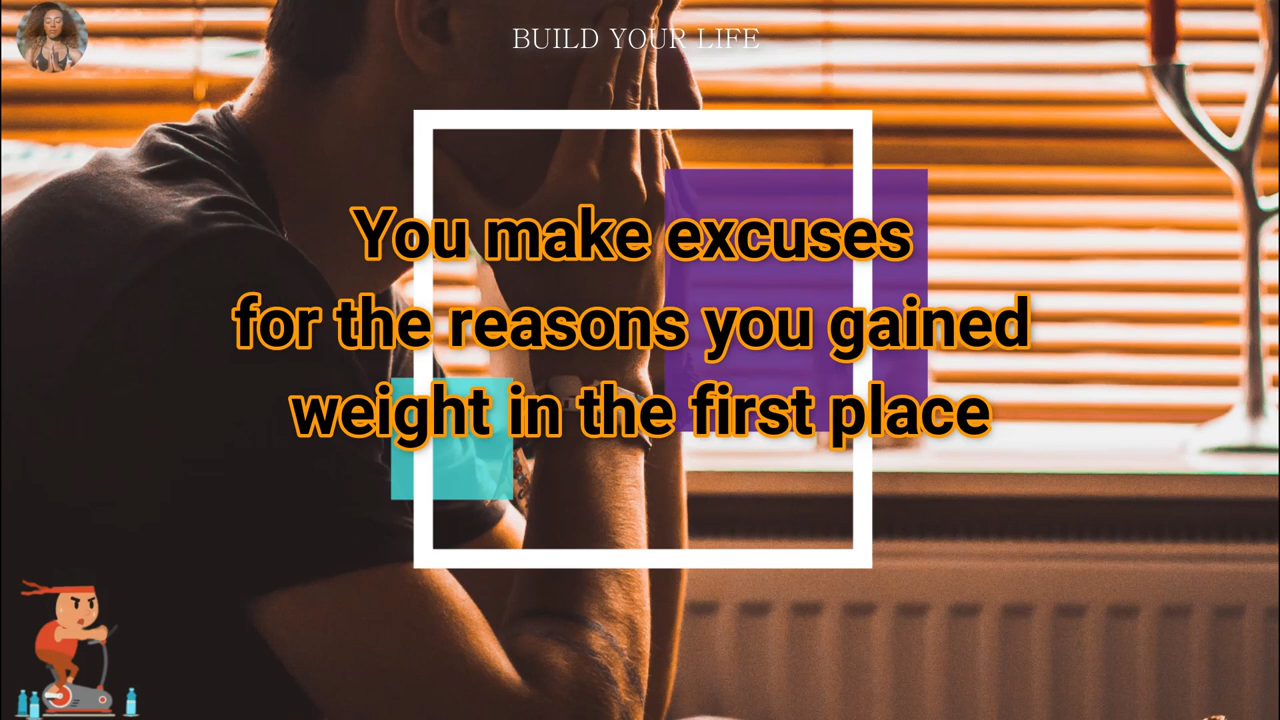 BUILD YOUR LIFE
You make excuses
for the reasons you gained
weight in the first place